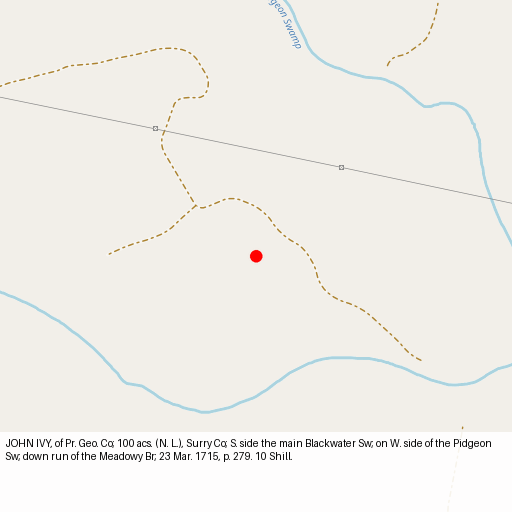 geon Swamp
JOHN IVY, of Pr. Geo. Co; 100 acs. (N. L.), Surry Co; S. side the main Blackwater Sw; on W. side of the Pidgeon
Sw; down run of the Meadowy Br, 23 Mar. 1715, p. 279. 10 Shill.